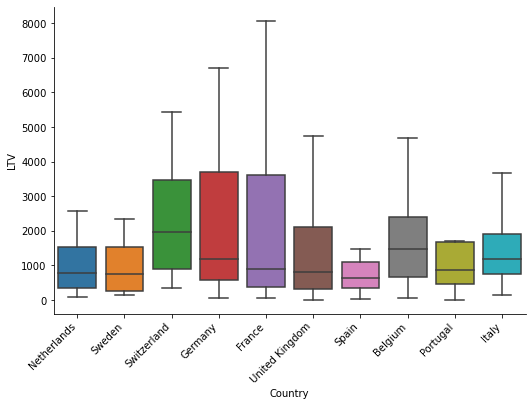 8000
7000
6000
5000
4000
3000
2000
1000
0
LTV
Netherlands
Sweden
Switzerland
Germany
France
United Kingdom
Spain
Belgium
Portugal
Italy
Country